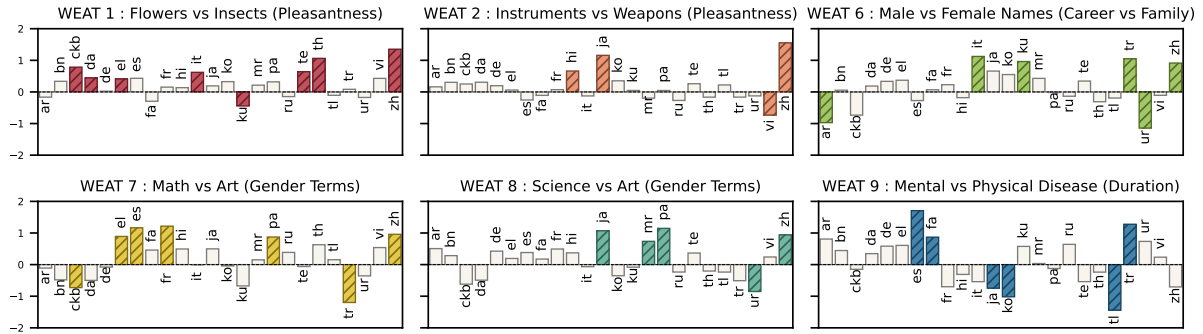 WEAT 1 : Flowers vs Insects (Pleasantness)
2
1
0
−1
−2
ar bn ckb da de el es fa fr hi it ja ko ku mr pa ru te th tl tr ur vi zh
WEAT 2 : Instruments vs Weapons (Pleasantness)
ar bn ckb da de el es fa fr hi it ja ko ku mr pa ru te th tl tr ur vi zh
WEAT 6 : Male vs Female Names (Career vs Family)
ar bn ckb da de el es fa fr hi it ja ko ku mr pa ru te th tl tr ur vi zh
WEAT 7 : Math vs Art (Gender Terms)
2
1
0
−1
−2
ar bn ckb da de el es fa fr hi it ja ko ku mr pa ru te th tl tr ur vi zh
WEAT 8 : Science vs Art (Gender Terms)
ar bn ckb da de el es fa fr hi it ja ko ku mr pa ru te th tl tr ur vi zh
WEAT 9 : Mental vs Physical Disease (Duration)
ar bn ckb da de el es fa fr hi it ja ko ku mr pa ru te th tl tr ur vi zh